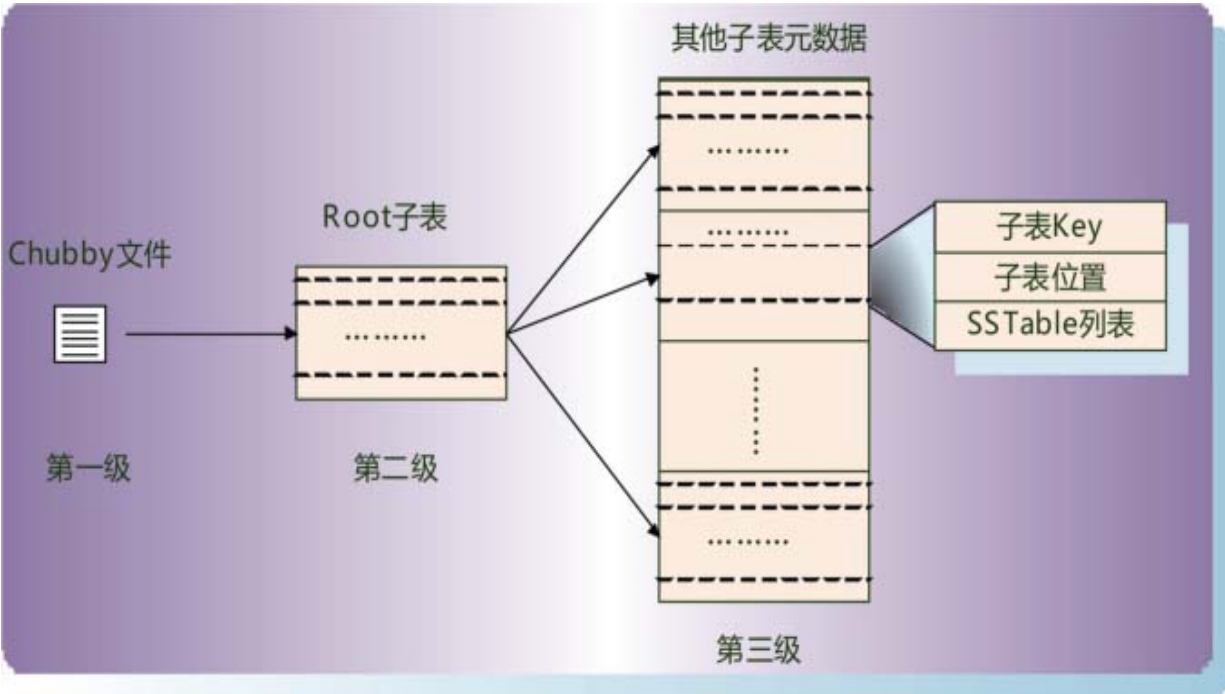 其他子表元数据
………
Root子表
Chubby文件
………
子表Key
子表位置
SSTable列表
………
………
第一级
第二级
………
第三级